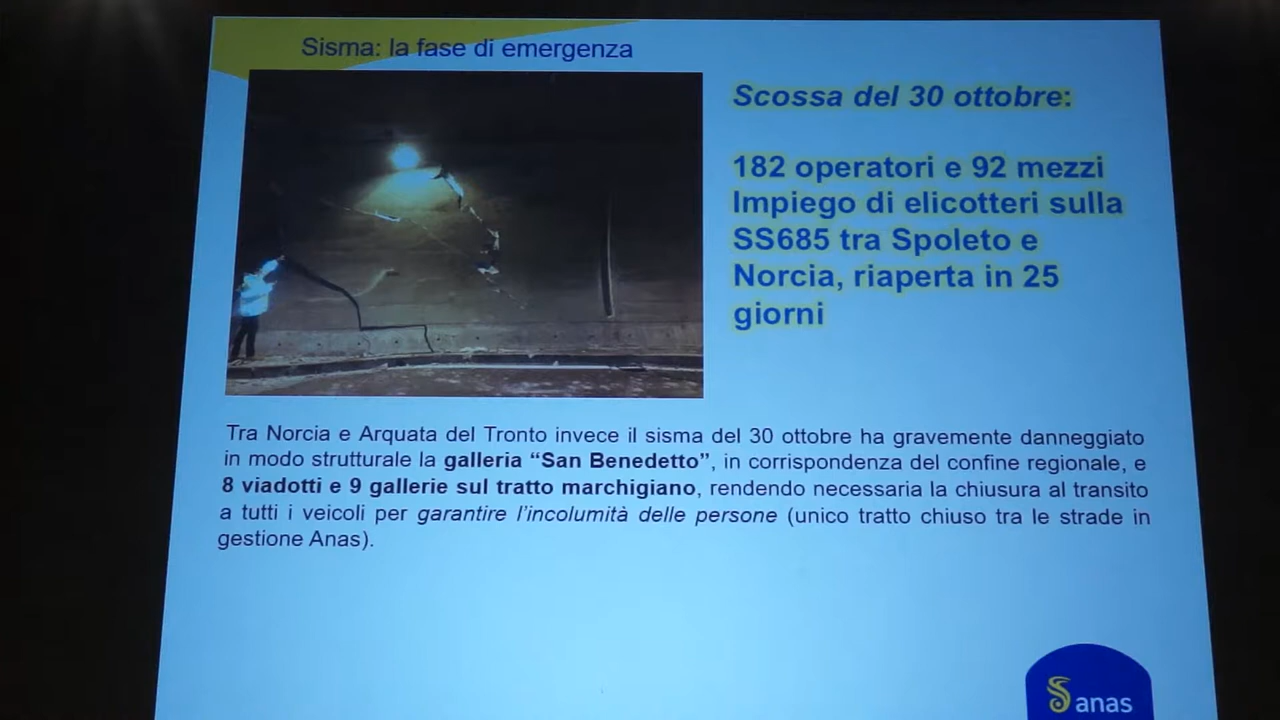 Sisma: la fase di emergenza
Scossa del 30 ottobre:
182 operatori e 92 mezzi
Impiego di elicotteri sulla
SS685 tra Spoleto e
Norcia, riaperta in 25
giorni
Tra Norcia e Arquata del Tronto invece il sisma del 30 ottobre ha gravemente danneggiato
in modo strutturale la galleria “San Benedetto”, in corrispondenza del confine regionale, e
8 viadotti e 9 gallerie sul tratto marchigiano, rendendo necessaria la chiusura al transito
a tutti i veicoli per garantire l’incolumità delle persone (unico tratto chiuso tra le strade in
gestione Anas).
anas